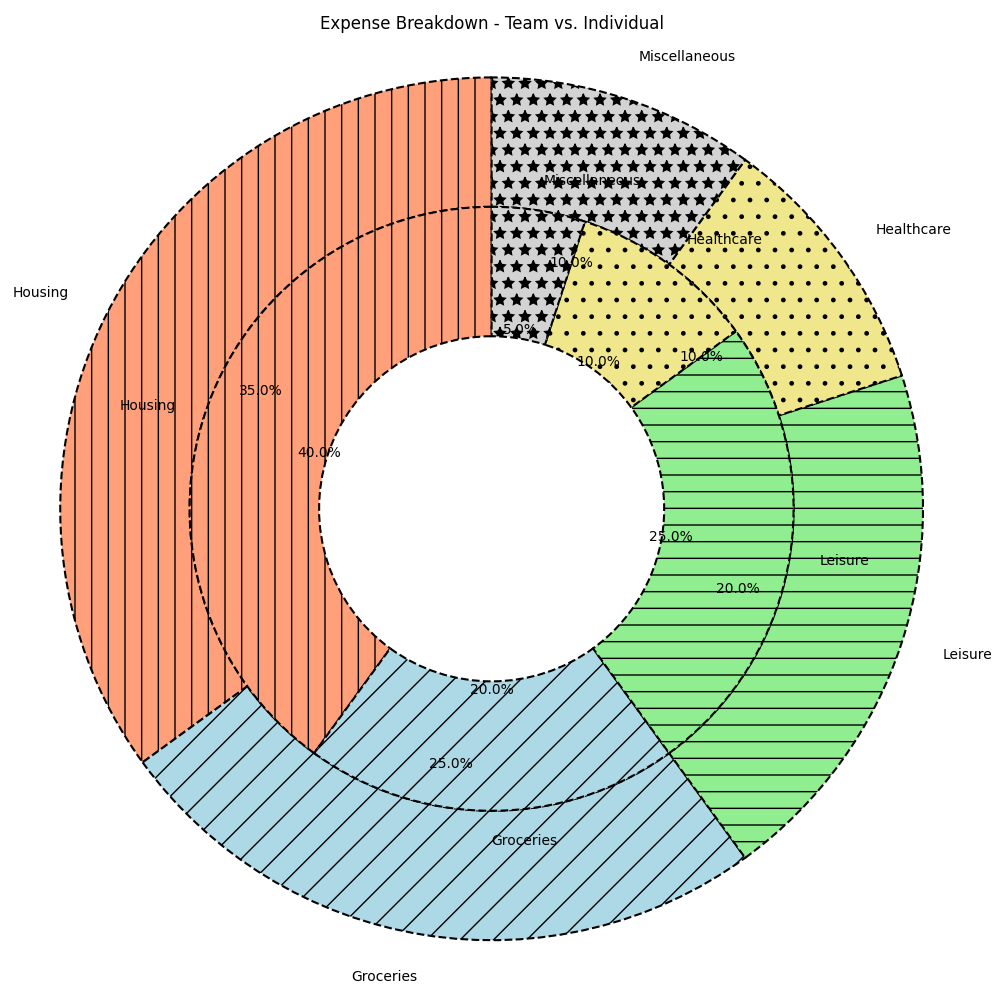 Expense Breakdown - Team vs. Individual
Miscellaneous
Miscellaneous
Healthcare
Healthcare
10.0%
Housing
5.0%
10.0%
10.0%
35.0%
Housing
40.0%
25.0%
Leisure
20.0%
Leisure
20.0%
25.0%
Groceries
Groceries